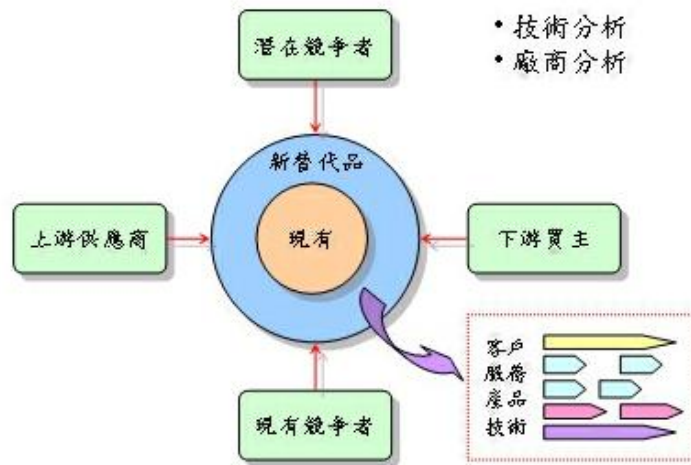 潛在競爭者
• 技術分析
• 廠商分析
新替代品
上游供應商
現有
下游買主
客戶
服務
產品
技術
現有競爭者